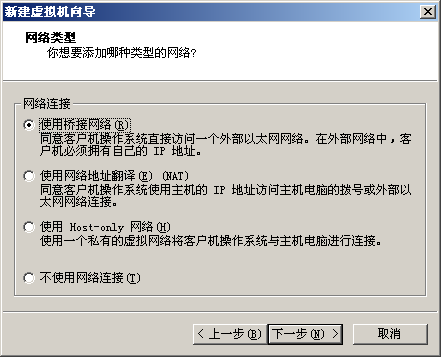 新建虚拟机向导
网络类型
你想要添加哪种类型的网络?
网络连接
使用桥接网络(R)
同意客户机操作系统直接访问一个外部以太网网络。在外部网络中，客
户机必须拥有自己的 IP 地址。
使用网络地址翻译(E) (NAT)
同意客户机操作系统使用主机的 IP 地址访问主机电脑的拨号或外部以
太网网络连接。
使用 Host-only 网络(H)
使用一个私有的虚拟网络将客户机操作系统与主机电脑进行连接。
不使用网络连接(T)
< 上一步(B) 下一步(N) > 取消